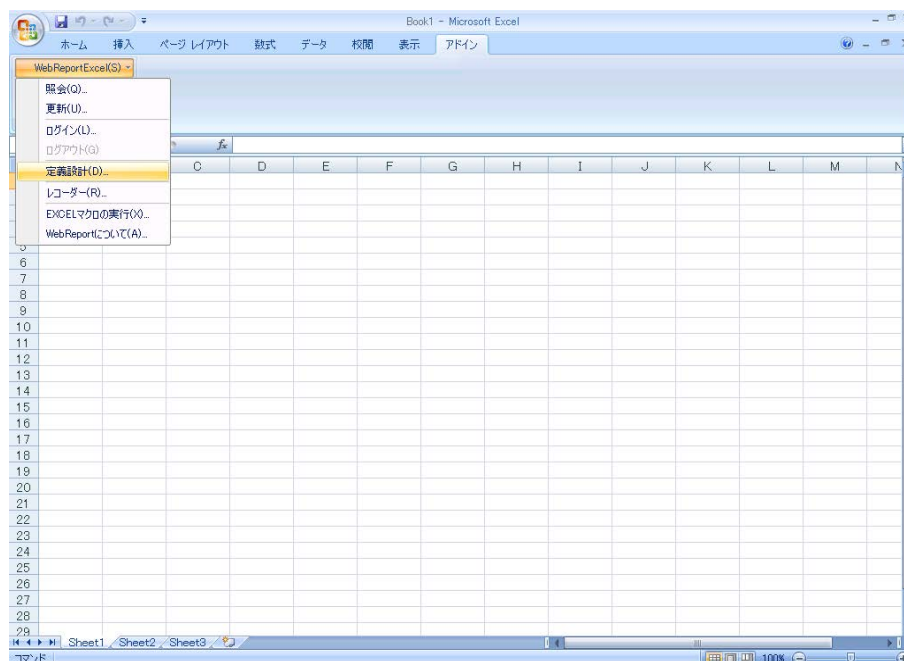 Book1 - Microsoft Excel
ホーム 挿入 ページ レイアウト 数式 データ 校閲 表示 アドイン
WebReportExcel(S)
照会(Q)...
更新(U)...
ログイン(L)...
ログアウト(G)
fx
定義設計(D)...
C D E F G H I J K L M N
レコーダー(R)...
EXCELマクロの実行(X)...
WebReportについて(A)...
5
6
7
8
9
10
11
12
13
14
15
16
17
18
19
20
21
22
23
24
25
26
27
28
29
Sheet1 Sheet2 Sheet3
コマンド 100%